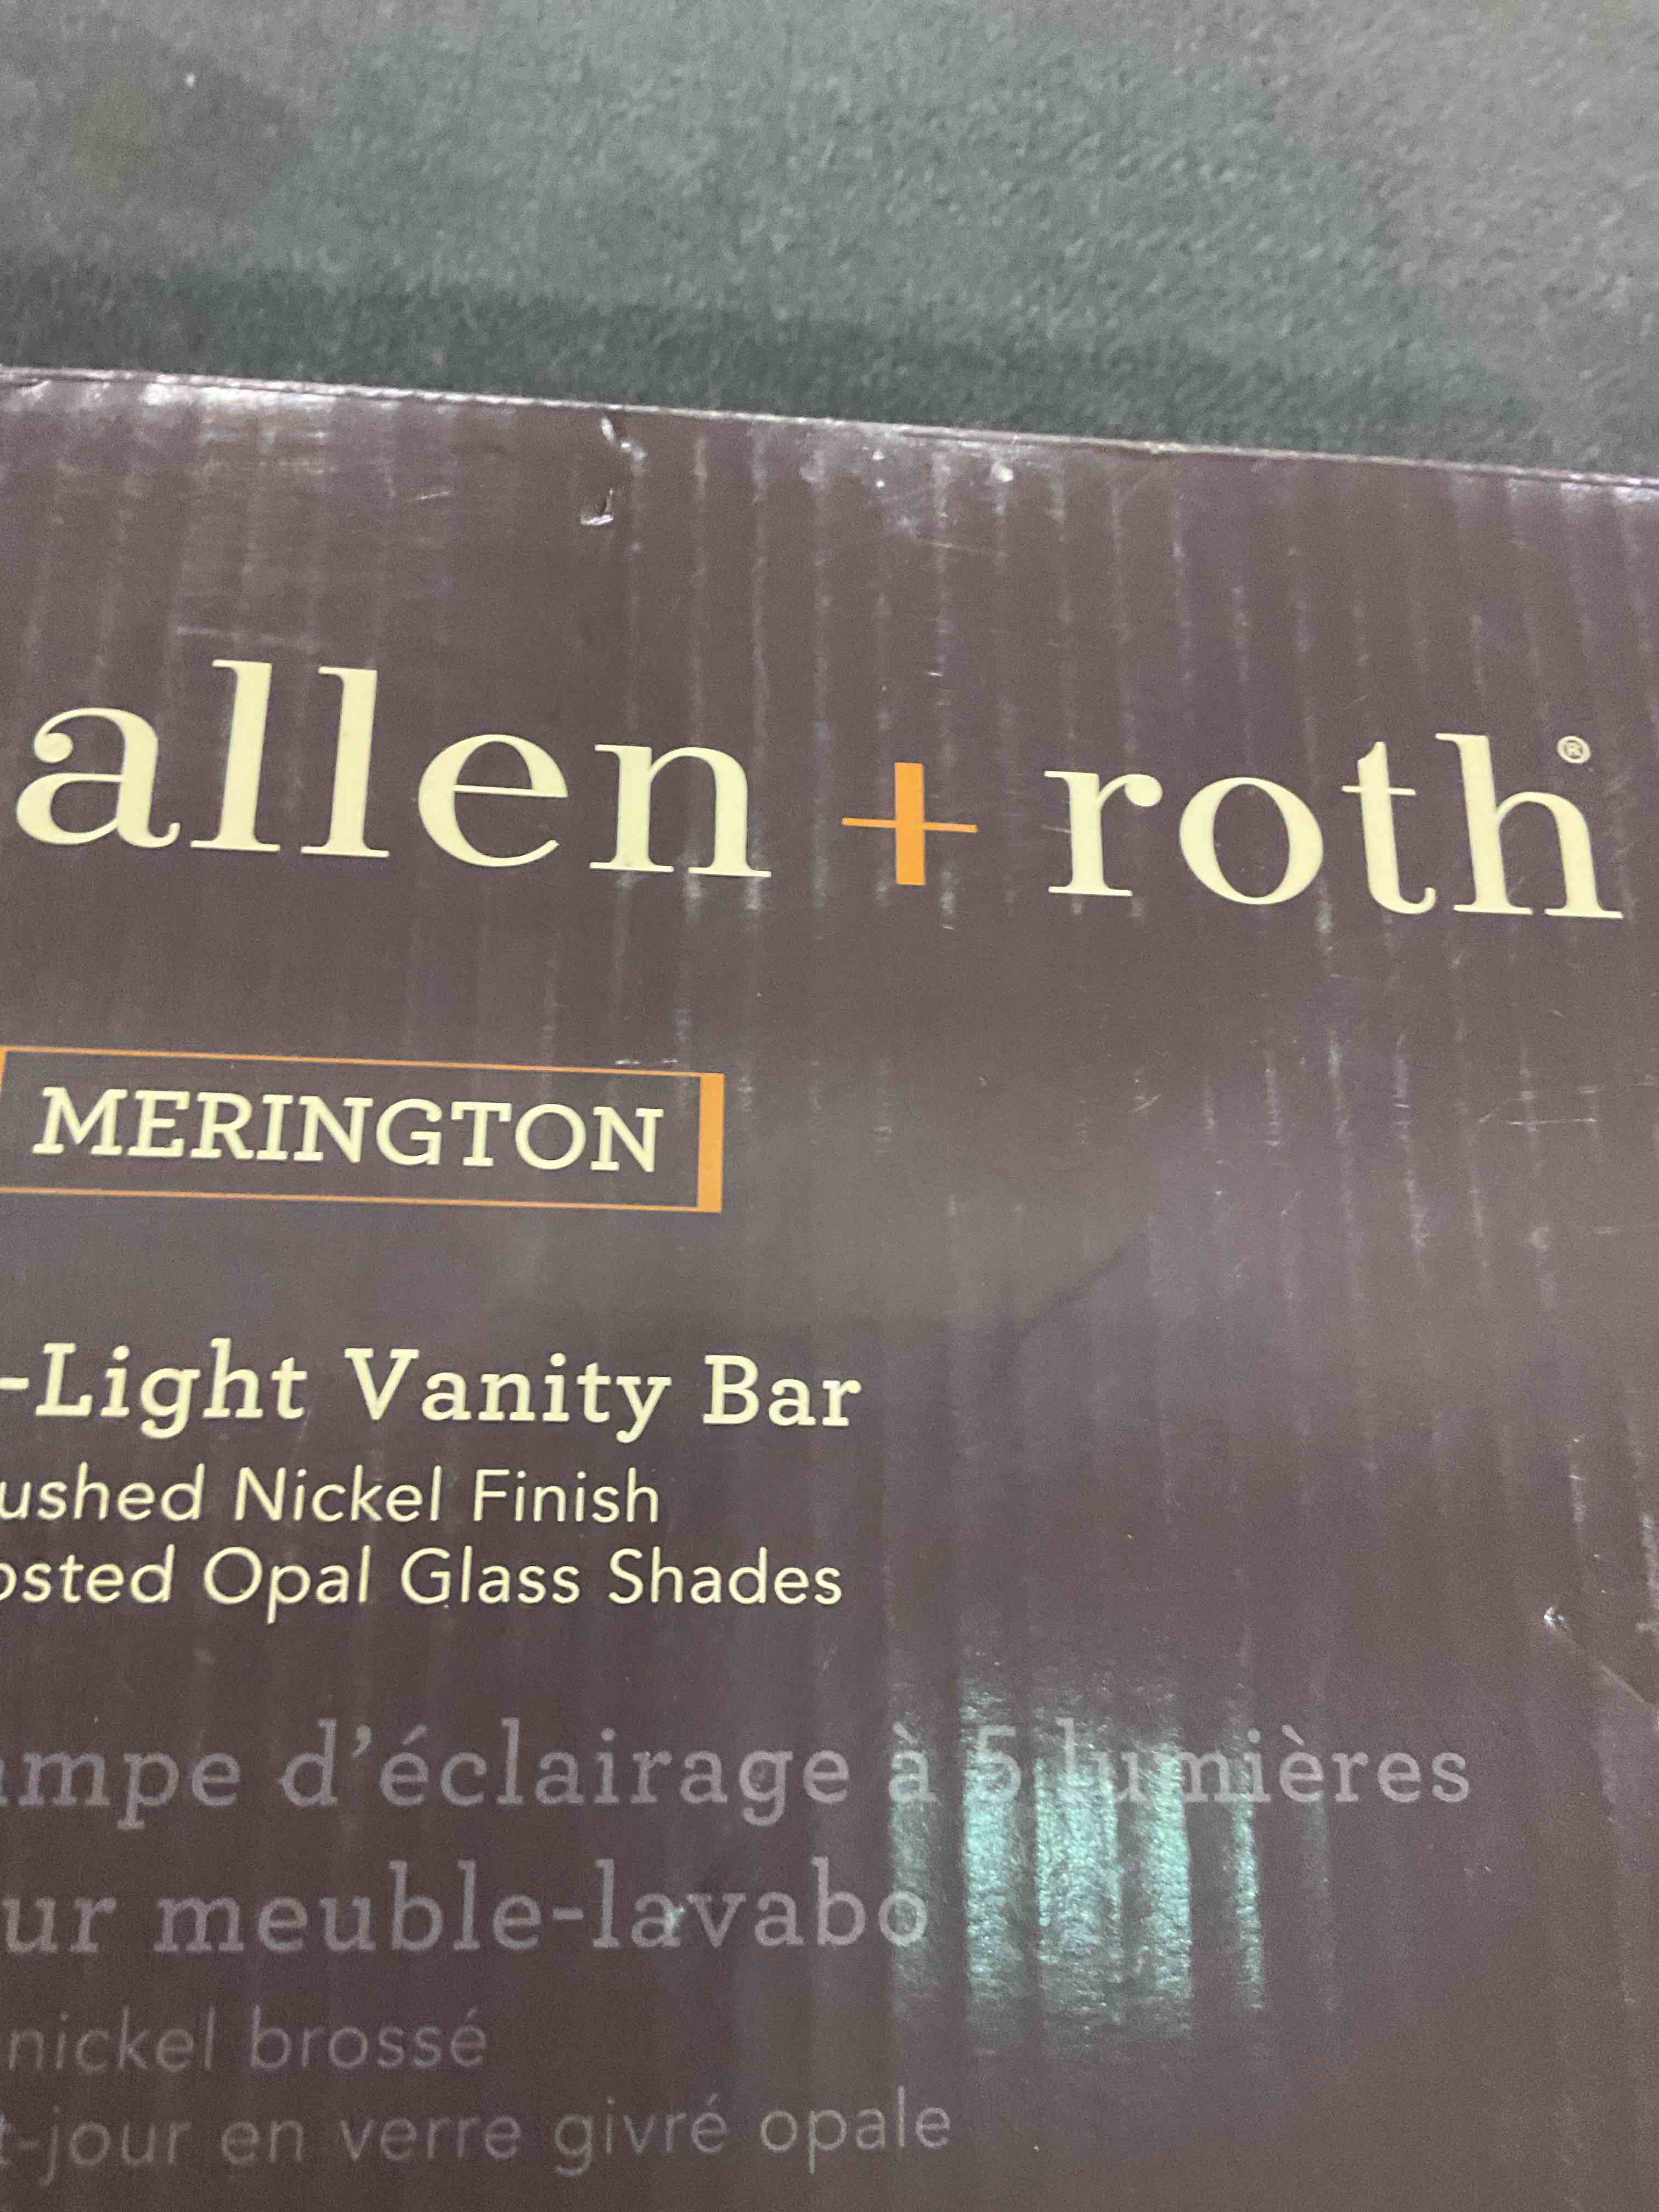 allen + roth®
MERINGTON
-Light Vanity Bar
ushed Nickel Finish
osted Opal Glass Shades
ampe d'éclairage à 5 lumières
ur meuble-lavabo
nickel brossé
t-jour en verre givré opale